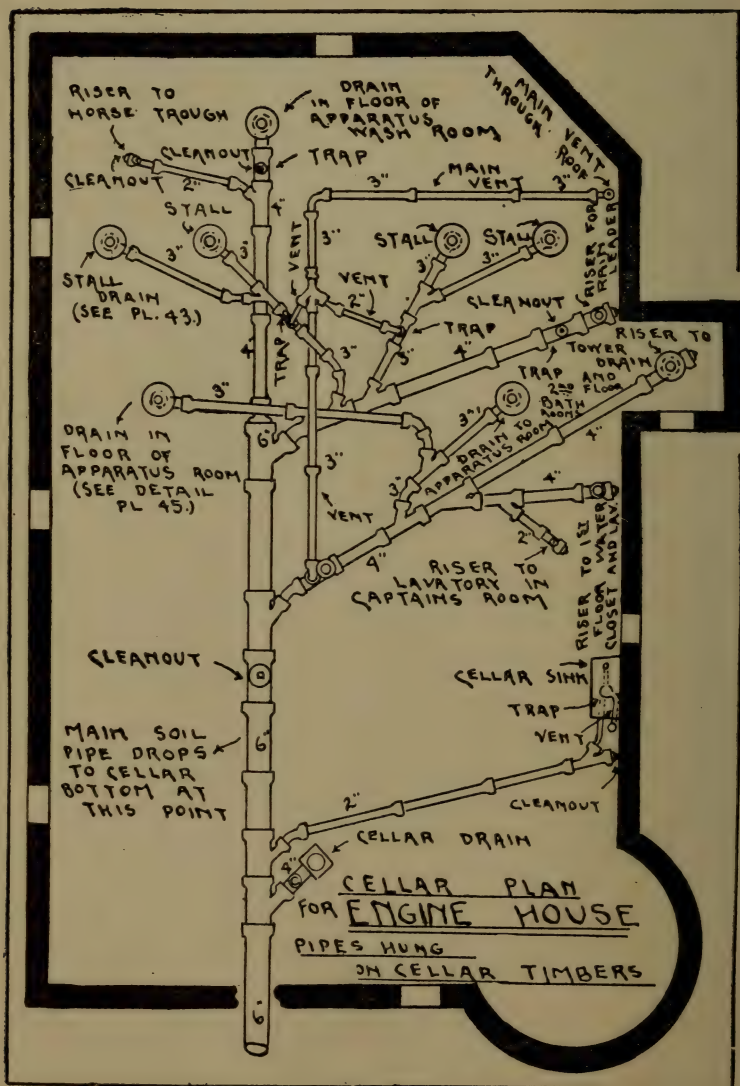 RISER TO
HORSE TROUGH
DRAIN
IN FLOOR OF
APPARATUS
WASH ROOM
MAIN VENT
THROUGH ROOF
CLEANOUT
TRAP
CLEANOUT
2"
4"
3"
MAIN
VENT
3"
STALL
3"
3"
VENT
3"
STALL
STALL
3"
3"
RISER FOR
RAIN
LEADER
STALL
DRAIN
(SEE PL. 43.)
VENT
2"
CLEANOUT
TRAP
4"
TRAP
3"
3"
4"
TRAP
RISER TO
TOWER
DRAIN
AND
2ND FLOOR
BATH
ROOMS
3"
6"
3"
DRAIN TO
APPARATUS ROOM
4"
DRAIN IN
FLOOR OF
APPARATUS ROOM
(SEE DETAIL
PL 45.)
3"
3"
VENT
3"
4"
2"
4"
RISER TO
LAVATORY IN
CAPTAINS ROOM
RISER TO 1ST
FLOOR WATER
CLOSET AND LAV.
CLEANOUT
CELLAR SINK
TRAP
VENT
MAIN SOIL
PIPE DROPS
TO CELLAR
BOTTOM AT
THIS POINT
6"
2"
CLEANOUT
CELLAR DRAIN
4"
CELLAR PLAN
FOR ENGINE HOUSE
PIPES HUNG
ON CELLAR TIMBERS
6"